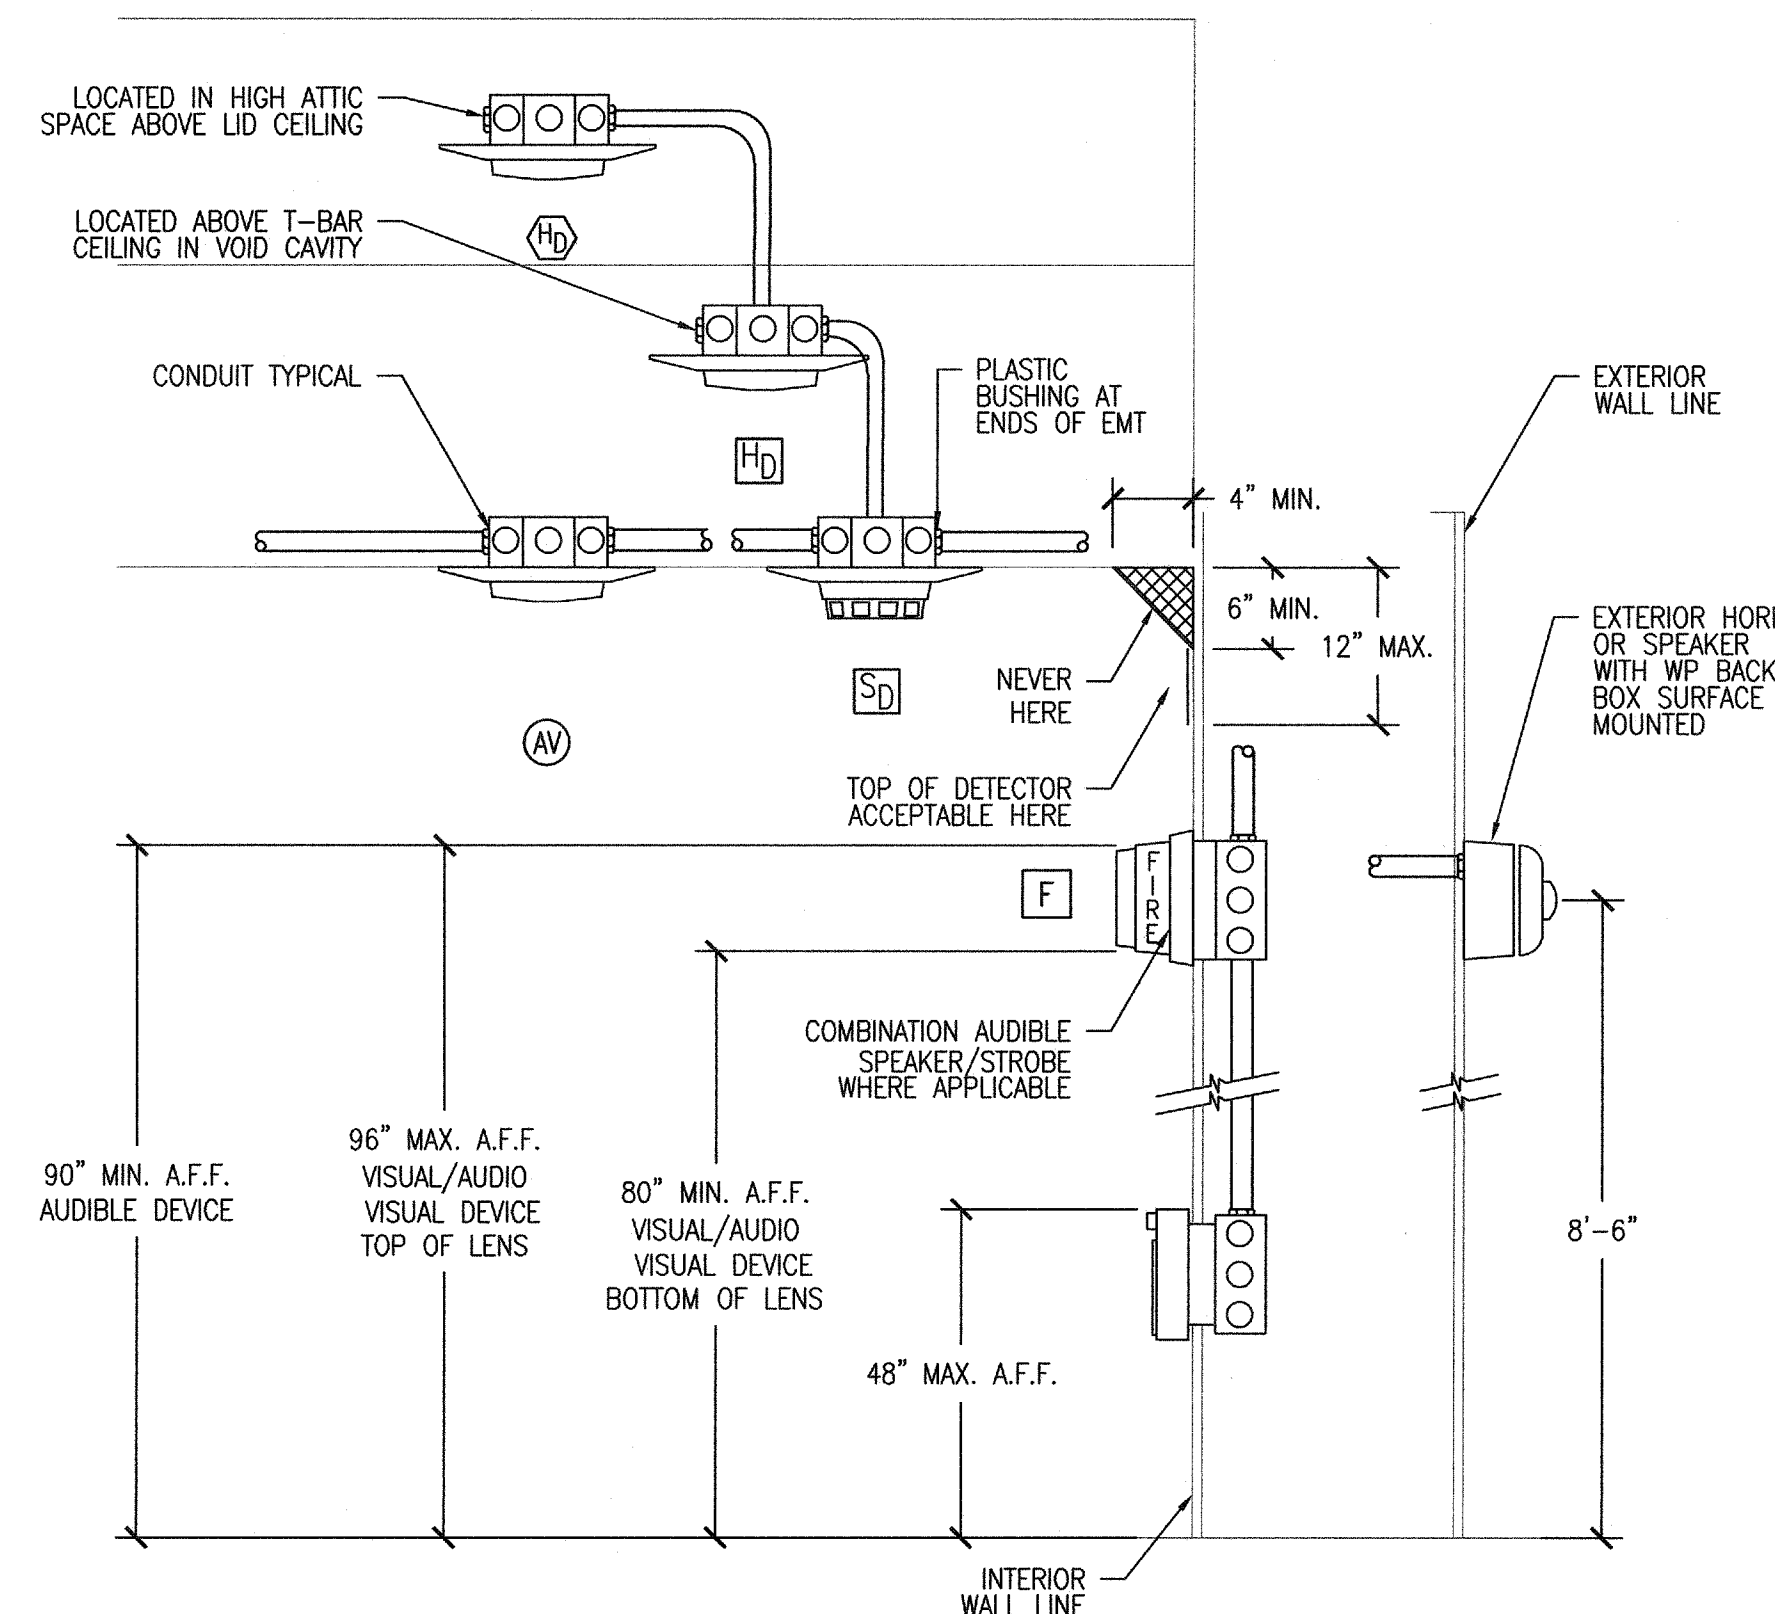 LOCATED IN HIGH ATTIC
SPACE ABOVE LID CEILING
HD
LOCATED ABOVE T-BAR
CEILING IN VOID CAVITY
CONDUIT TYPICAL
PLASTIC
BUSHING AT
ENDS OF EMT
EXTERIOR
WALL LINE
HD
4" MIN.
6" MIN.
12" MAX.
EXTERIOR HOR
OR SPEAKER
WITH WP BACK
BOX SURFACE
MOUNTED
NEVER
HERE
SD
AV
TOP OF DETECTOR
ACCEPTABLE HERE
F
FIRE
COMBINATION AUDIBLE
SPEAKER/STROBE
WHERE APPLICABLE
90" MIN. A.F.F.
AUDIBLE DEVICE
96" MAX. A.F.F.
VISUAL/AUDIO
VISUAL DEVICE
TOP OF LENS
80" MIN. A.F.F.
VISUAL/AUDIO
VISUAL DEVICE
BOTTOM OF LENS
48" MAX. A.F.F.
8'-6"
INTERIOR
WALL LINE